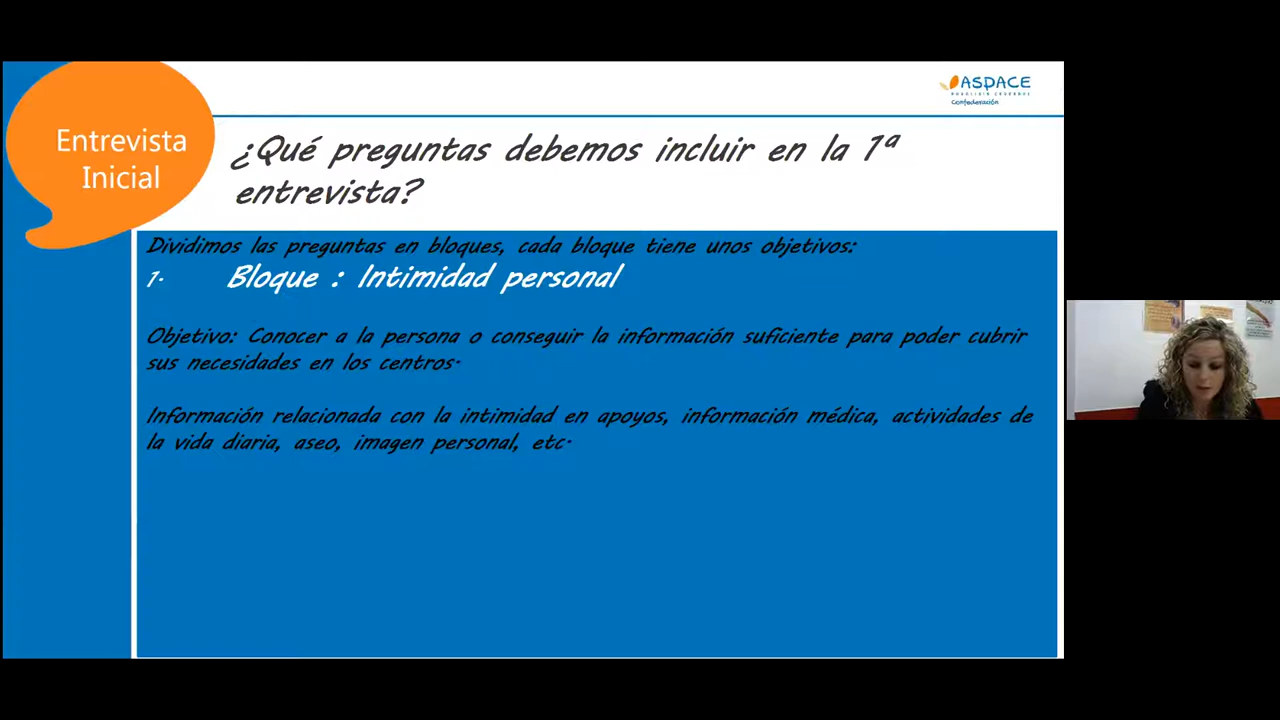 Entrevista
Inicial
ASPACE
PARÁLISIS CEREBRAL
Confederación
¿Qué preguntas debemos incluir en la 1ª
entrevista?
Dividimos las preguntas en bloques, cada bloque tiene unos objetivos:
1. Bloque : Intimidad personal
Objetivo: Conocer a la persona o conseguir la información suficiente para poder cubrir
sus necesidades en los centros.
Información relacionada con la intimidad en apoyos, información médica, actividades de
la vida diaria, aseo, imagen personal, etc.